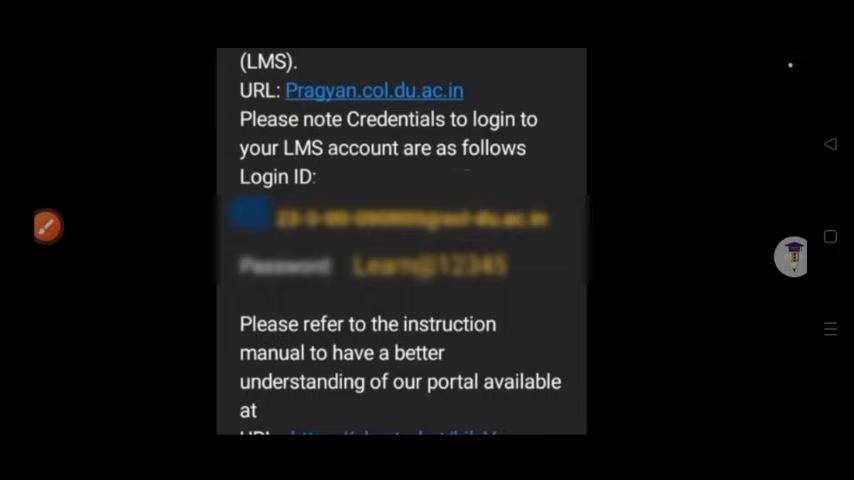 (LMS).
URL: Pragyan.col.du.ac.in
Please note Credentials to login to
your LMS account are as follows
Login ID:
Please refer to the instruction
manual to have a better
understanding of our portal available
at